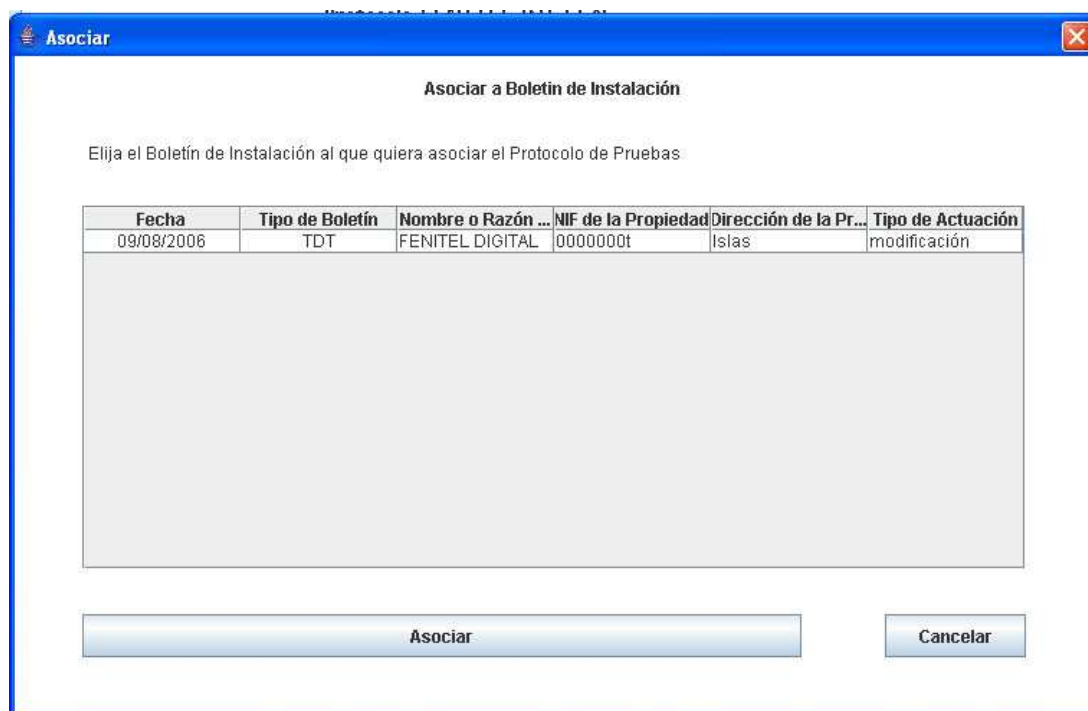 Asociar
Asociar a Boletin de Instalación
Elija el Boletín de Instalación al que quiera asociar el Protocolo de Pruebas
Fecha Tipo de Boletín Nombre o Razón ... NIF de la Propiedad Dirección de la Pr... Tipo de Actuación
09/08/2006 TDT FENITEL DIGITAL 0000000t Islas modificación
Asociar Cancelar